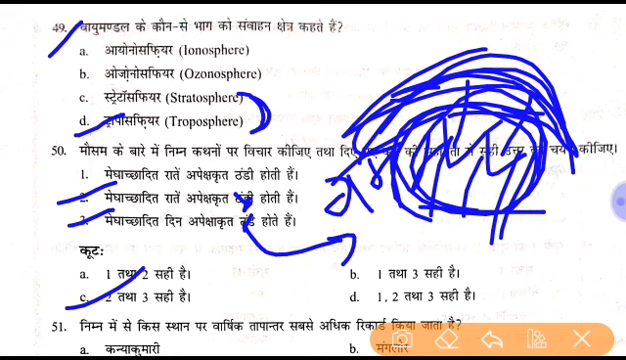 49. वायुमण्डल के कौन-से भाग को संवाहन क्षेत्र कहते हैं?
a. आयोनोसफियर (Ionosphere)
b. ओजोनोसफियर (Ozonosphere)
c. स्ट्रेटॉसफियर (Stratosphere)
d. ट्रापोसफियर (Troposphere)
50. मौसम के बारे में निम्न कथनों पर विचार कीजिए तथा की से सही कीजिए।
1. मेघाच्छादित रातें अपेक्षकृत ठंडी होती हैं।
2. मेघाच्छादित रातें अपेक्षकृत होती हैं।
3. मेघाच्छादित दिन अपेक्षाकृत ठंडे होते हैं।
कूटः
a. 1 तथा 2 सही है।
b. 1 तथा 3 सही है।
c. 2 तथा 3 सही है।
d. 1, 2 तथा 3 सही है।
51. निम्न में से किस स्थान पर वार्षिक तापान्तर सबसे अधिक रिकार्ड किया जाता है?
a. कन्याकुमारी
b. मंगलौर